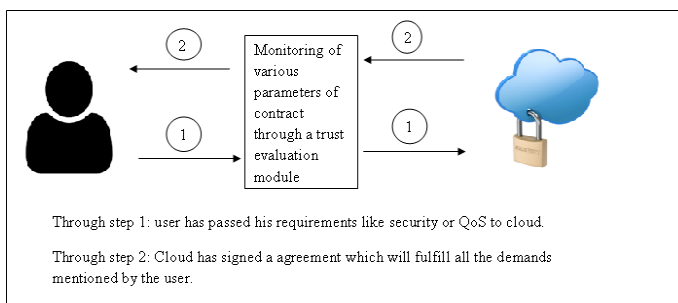 2
2
Monitoring of
various
parameters of
contract
through a trust
evaluation
module
1
1
Through step 1: user has passed his requirements like security or QoS to cloud.
Through step 2: Cloud has signed a agreement which will fulfill all the demands
mentioned by the user.